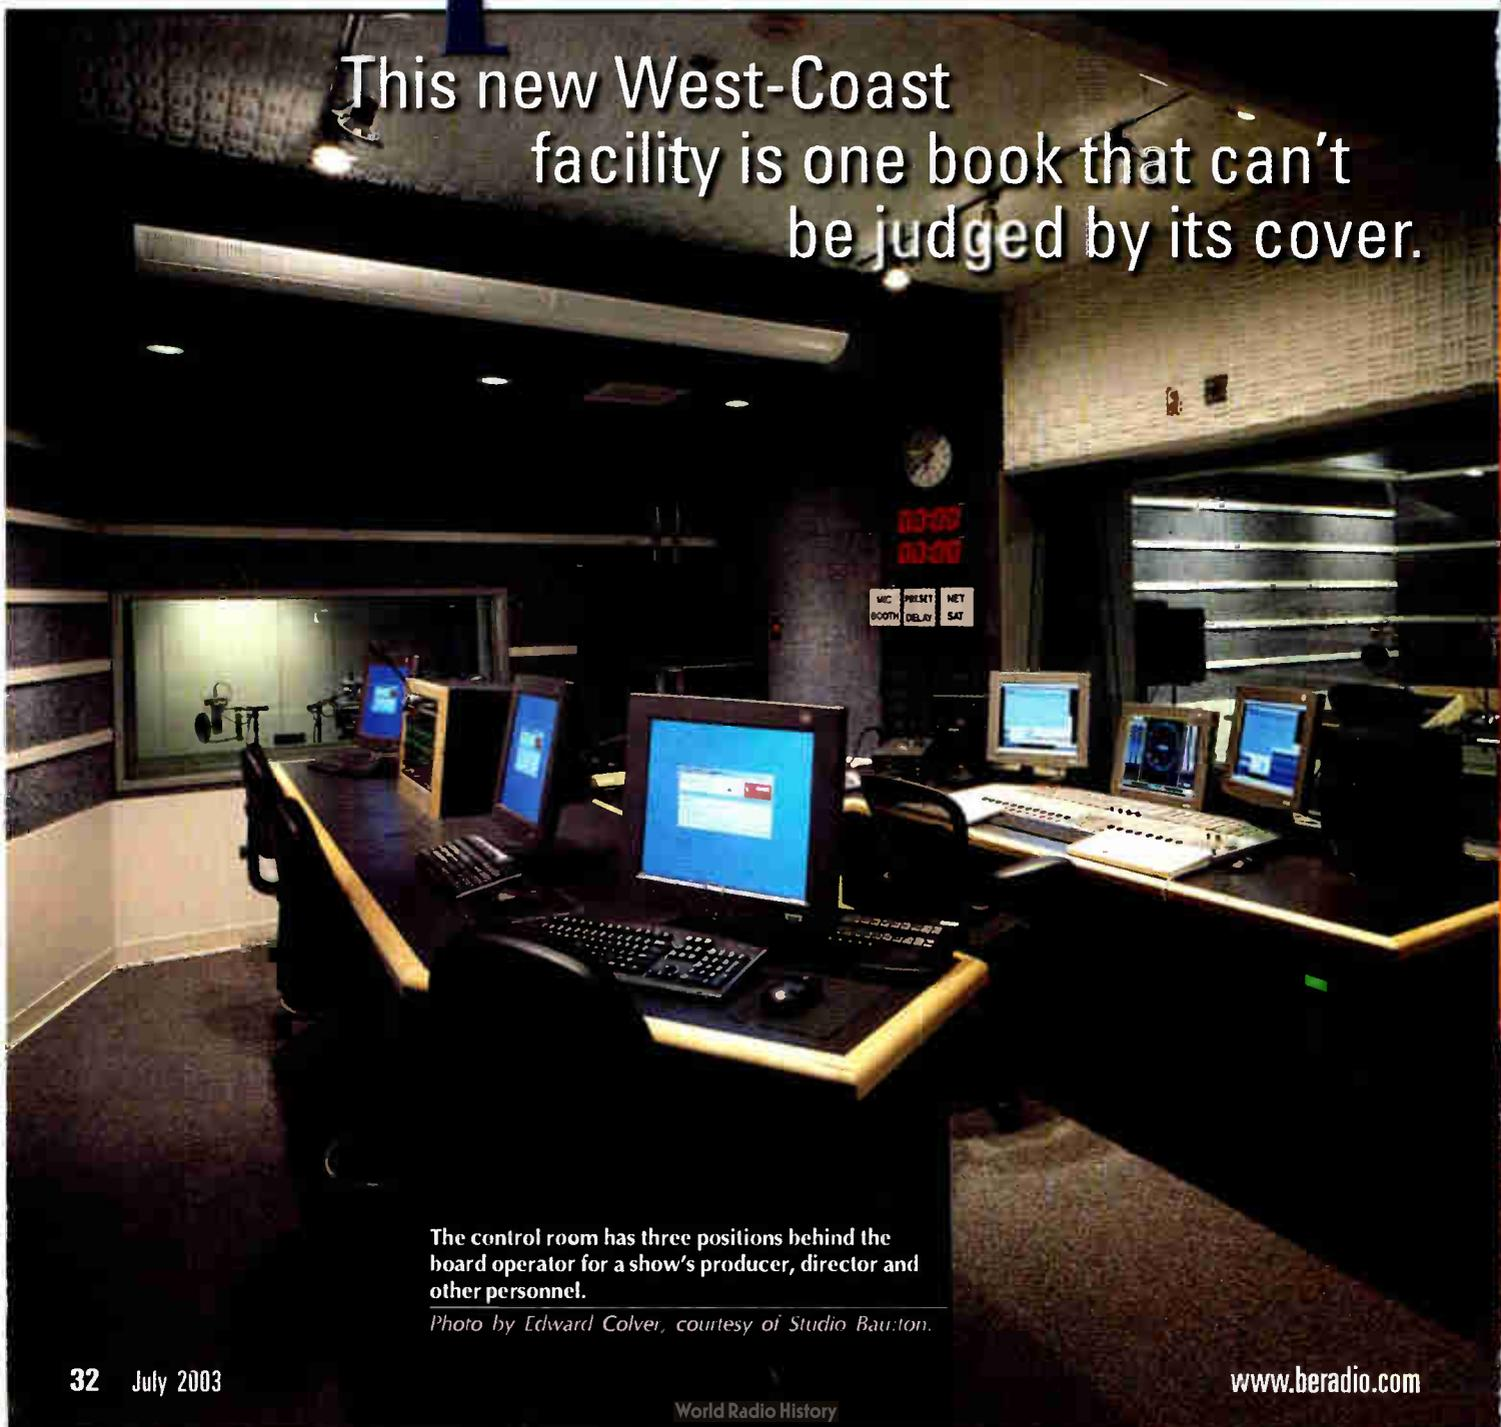 This new West-Coast
facility is one book that can't
be judged by its cover.
MIC PRESET NET
BOOTH DELAY SAT
The control room has three positions behind the
board operator for a show's producer, director and
other personnel.
Photo by Edward Colver, courtesy of Studio
32 July 2003
www.beradio.com
World Radio History